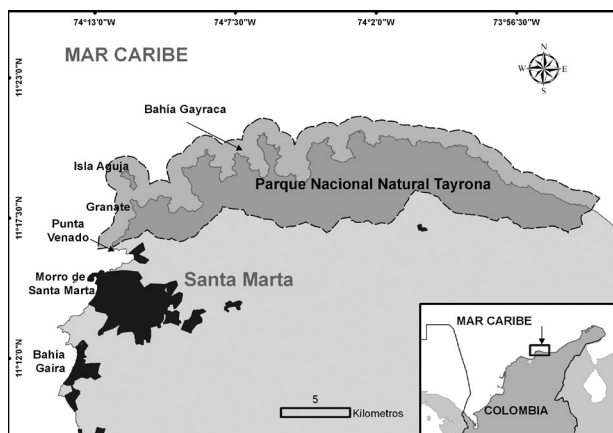 74°13'0"W
74°7'30"W
74°2'0"W
73°56'30"W
MAR CARIBE
N
W
E
S
11°23'0"N
Bahía Gayraca
Isla Aguja
Parque Nacional Natural Tayrona
Granate
11°17'0"N
Punta
Venado
Morro de
Santa Marta
Santa Marta
MAR CARIBE
Bahía
Gaira
11°12'0"N
5
Kilometros
COLOMBIA